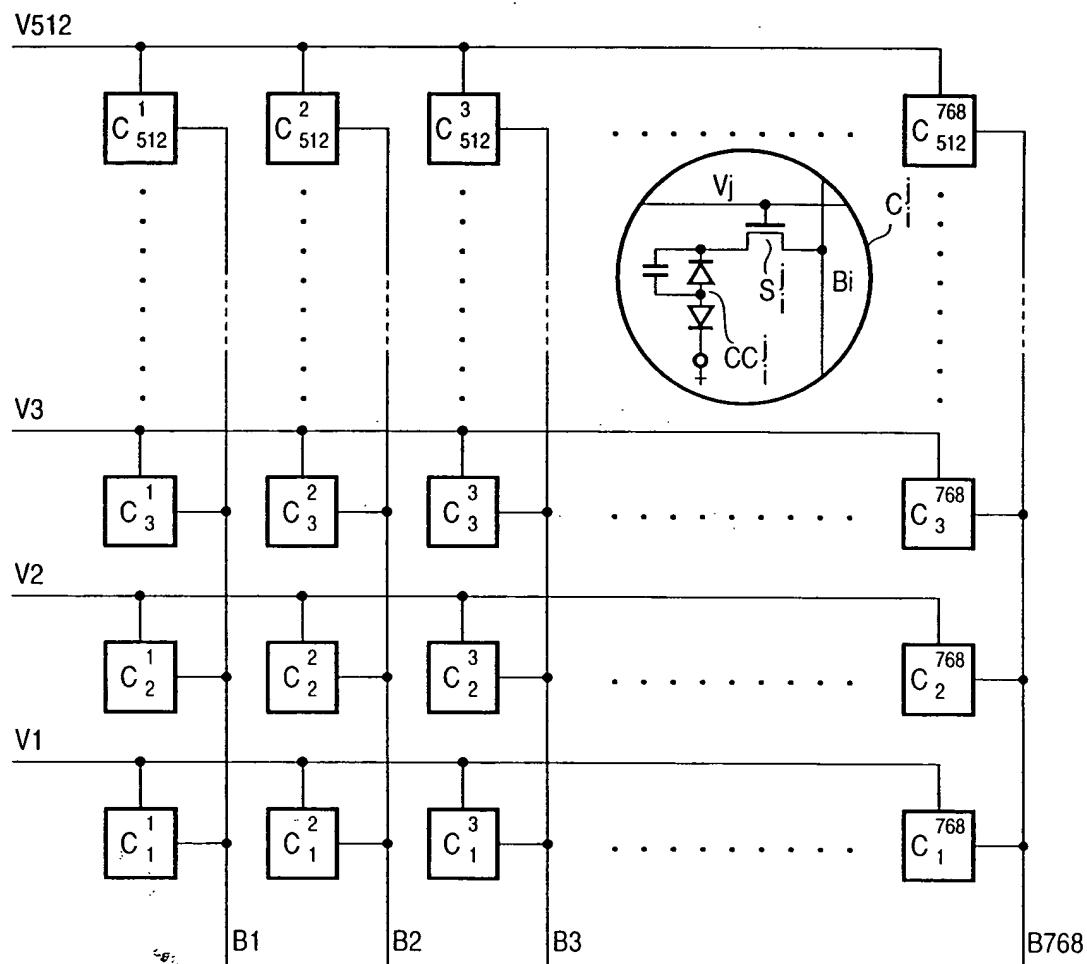 V512
C 1 512
C 2 512
C 3 512
C 768 512
Vj
C j i
S j i
Bi
CC j i
+
V3
C 1 3
C 2 3
C 3 3
C 768 3
V2
C 1 2
C 2 2
C 3 2
C 768 2
V1
C 1 1
C 2 1
C 3 1
C 768 1
B1
B2
B3
B768